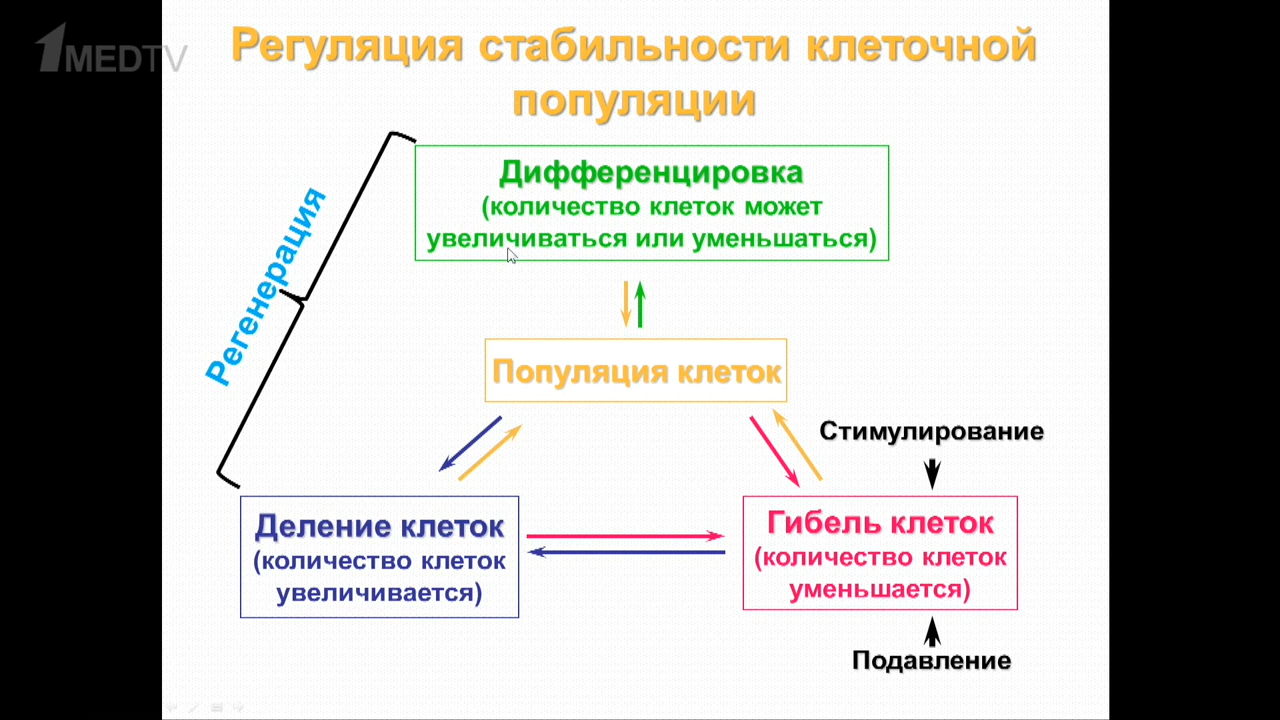 1MEDTV
Регуляция стабильности клеточной
популяции
Дифференцировка
(количество клеток может
увеличиваться или уменьшаться)
Регенерация
Популяция клеток
Стимулирование
Деление клеток
(количество клеток
увеличивается)
Гибель клеток
(количество клеток
уменьшается)
Подавление